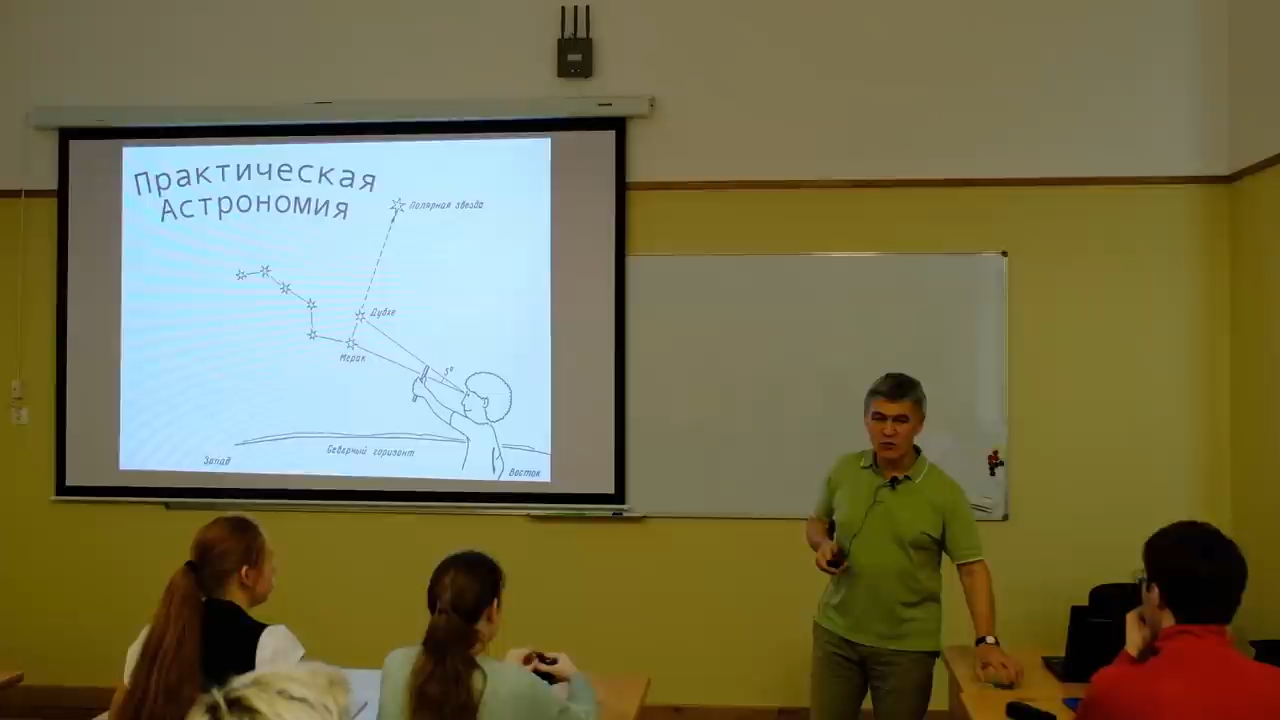 Практическая
Астрономия
Полярная звезда
Дубхе
Мерак
5°
Северный горизонт
Запад
Восток